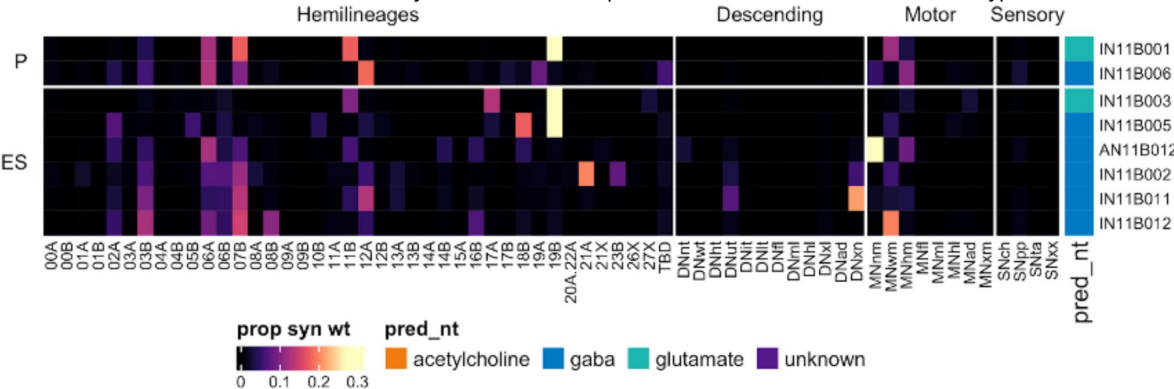 Hemilineages Descending Motor Sensory
P
ES
IN11B001
IN11B006
IN11B003
IN11B005
AN11B012
IN11B002
IN11B011
IN11B012
00A 00B 01A 01B 02A 03B 03A 04B 05B 06A 06B 07B 08A 08B 09A 09B 10B 11A 11B 12A 12B 13A 13B 14A 14B 15A 16B 17A 17B 18B 19A 19B 20A.22A 21A 21X 23B 26X 27X TBD DNnt DNwt DNht DNut DNit DNlt DNfl DNml DNhl DNxl DNad DNxn MNnm MNwm MNhm MNfl MNml MNhl MNad MNxm SNch SNpp SNta SNxx
pred_nt
prop syn wt
0 0.1 0.2 0.3
pred_nt
acetylcholine gaba glutamate unknown